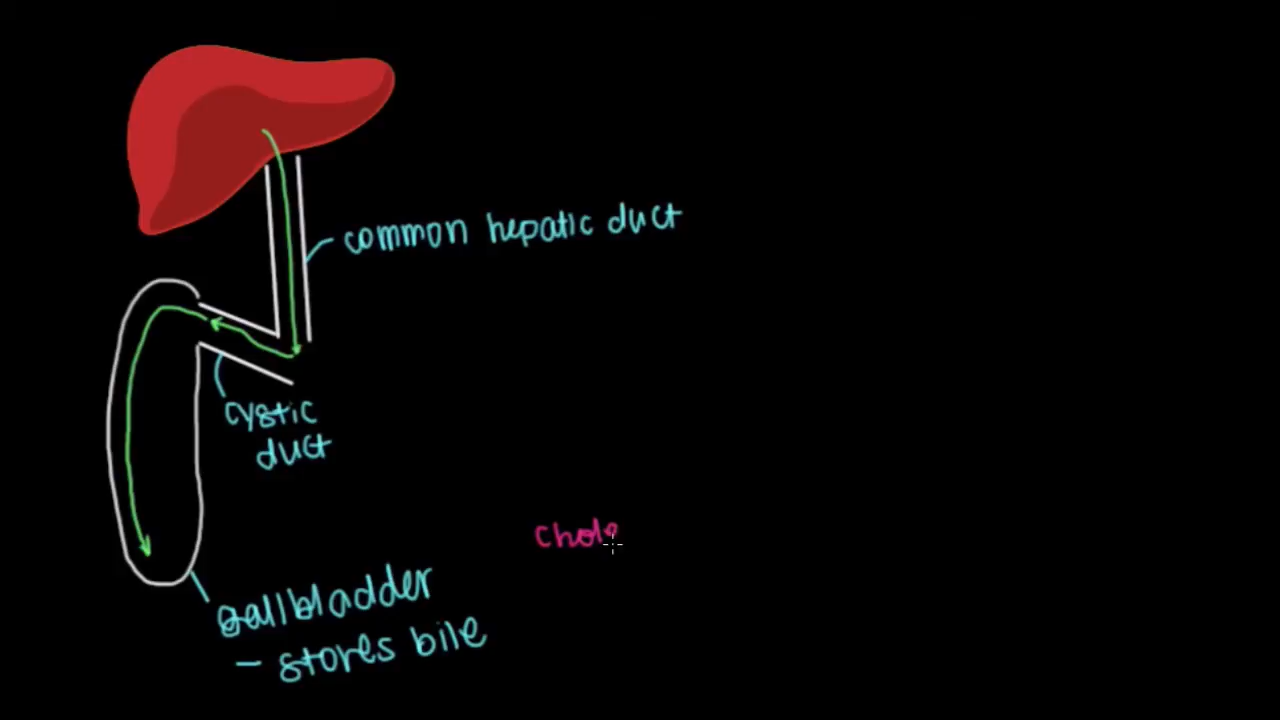 common hepatic duct
cystic
duct
chole
gallbladder
- stores bile